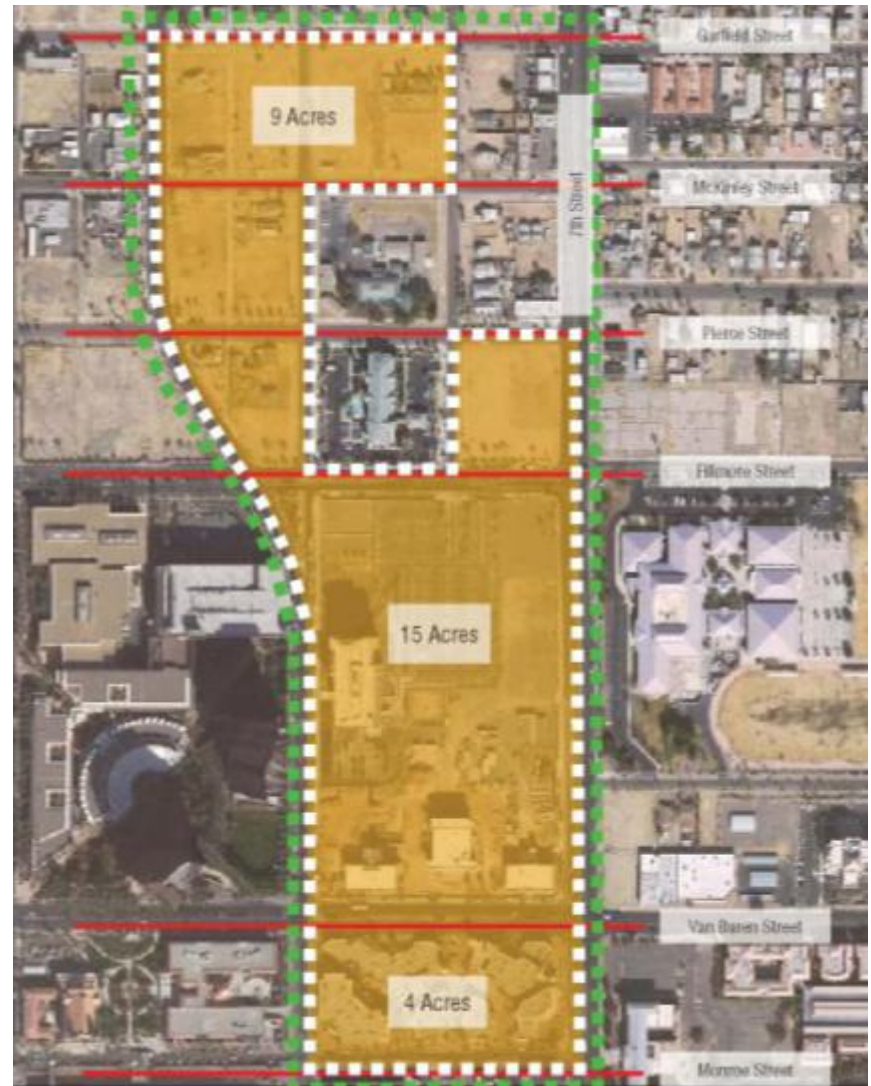 Garfield Street
9 Acres
McKinley Street
7th Street
Pierce Street
Fillmore Street
15 Acres
Van Buren Street
4 Acres
Monroe Street